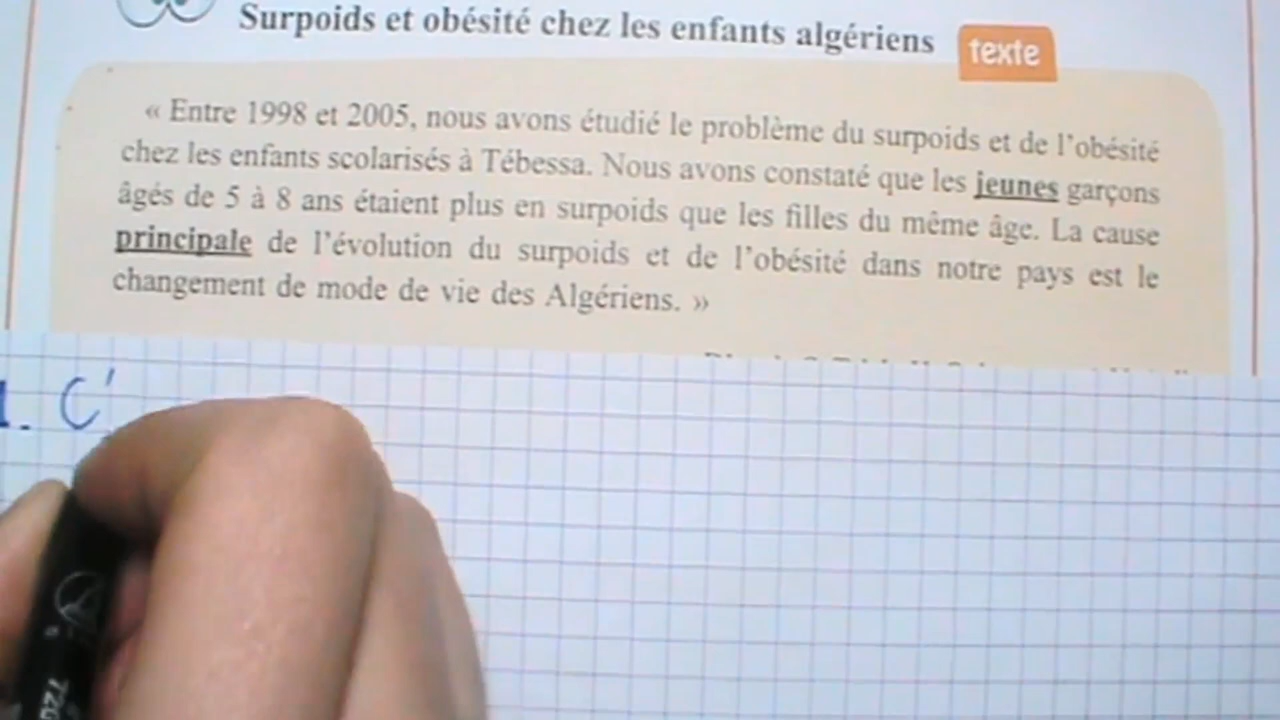 Surpoids et obésité chez les enfants algériens
texte
« Entre 1998 et 2005, nous avons étudié le problème du surpoids et de l'obésité
chez les enfants scolarisés à Tébessa. Nous avons constaté que les jeunes garçons
âgés de 5 à 8 ans étaient plus en surpoids que les filles du même âge. La cause
principale de l'évolution du surpoids et de l'obésité dans notre pays est le
changement de mode de vie des Algériens. »
1. C'
720